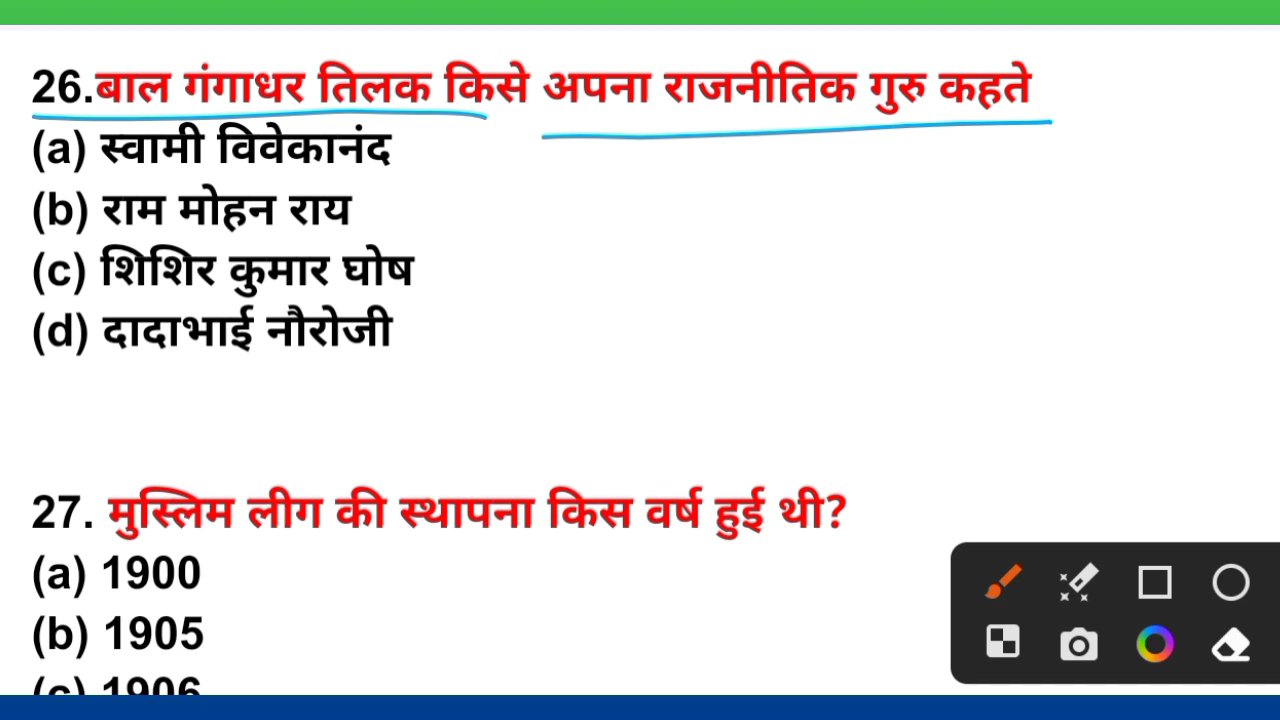 26.बाल गंगाधर तिलक किसे अपना राजनीतिक गुरु कहते
(a) स्वामी विवेकानंद
(b) राम मोहन राय
(c) शिशिर कुमार घोष
(d) दादाभाई नौरोजी
27. मुस्लिम लीग की स्थापना किस वर्ष हुई थी?
(a) 1900
(b) 1905
(c) 1906